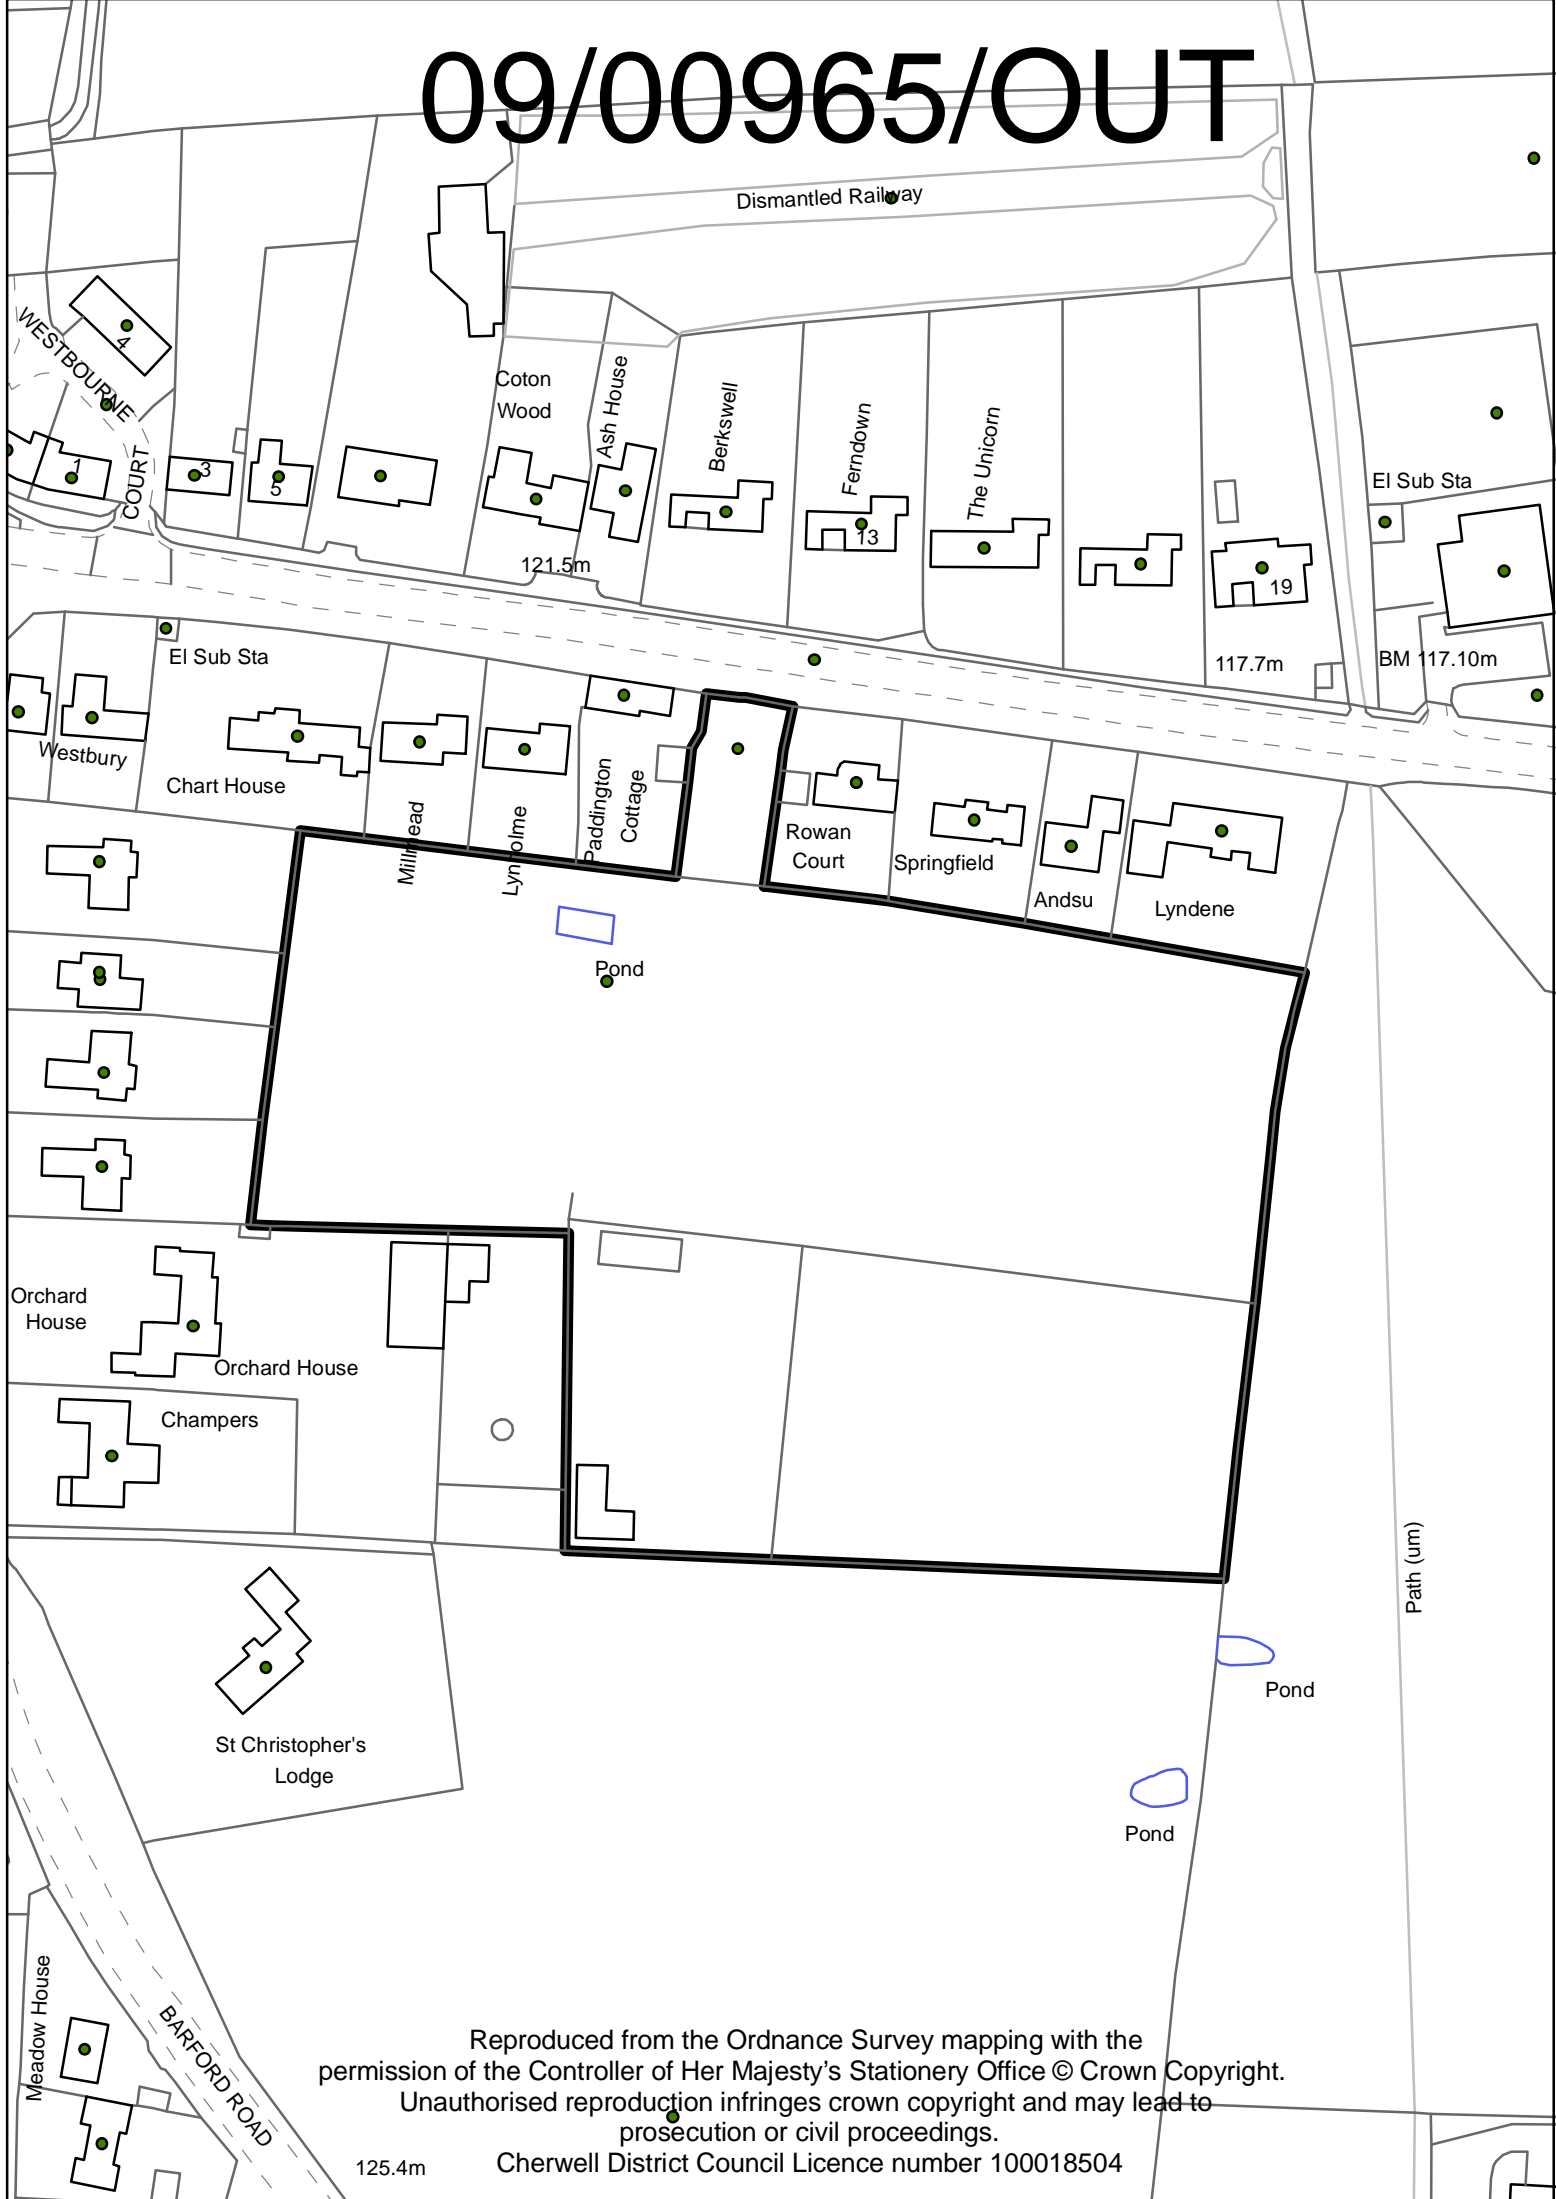 09/00965/OUT
Dismantled Railway
WESTBOURNE
COURT
4
1
3
5
Coton
Wood
Ash House
Berkswell
Ferndown
The Unicorn
13
19
El Sub Sta
121.5m
117.7m
BM 117.10m
El Sub Sta
Westbury
Chart House
Millmead
Lynholme
Paddington
Cottage
Rowan
Court
Springfield
Andsu
Lyndene
Pond
Orchard
House
Orchard House
Champers
Path (um)
Pond
St Christopher's
Lodge
Pond
Meadow House
BARFORD ROAD
125.4m
Reproduced from the Ordnance Survey mapping with the
permission of the Controller of Her Majesty’s Stationery Office © Crown Copyright.
Unauthorised reproduction infringes crown copyright and may lead to
prosecution or civil proceedings.
Cherwell District Council Licence number 100018504